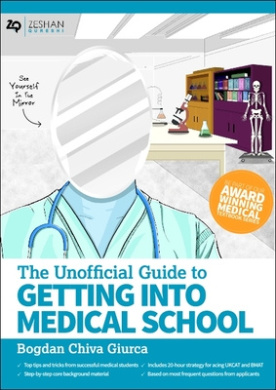 ZQ ZESHAN
QURESHI
See
Yourself
In the
Mirror
AWARD
WINNING
MEDICAL
The Unofficial Guide to
GETTING INTO
MEDICAL SCHOOL
Bogdan Chiva Giurca
✓ Top tips and tricks from successful medical students
✓ Step-by-step core background material
✓ Includes 20-hour strategy for acing UKCAT and BMAT
✓ Based on most frequent questions from applicants